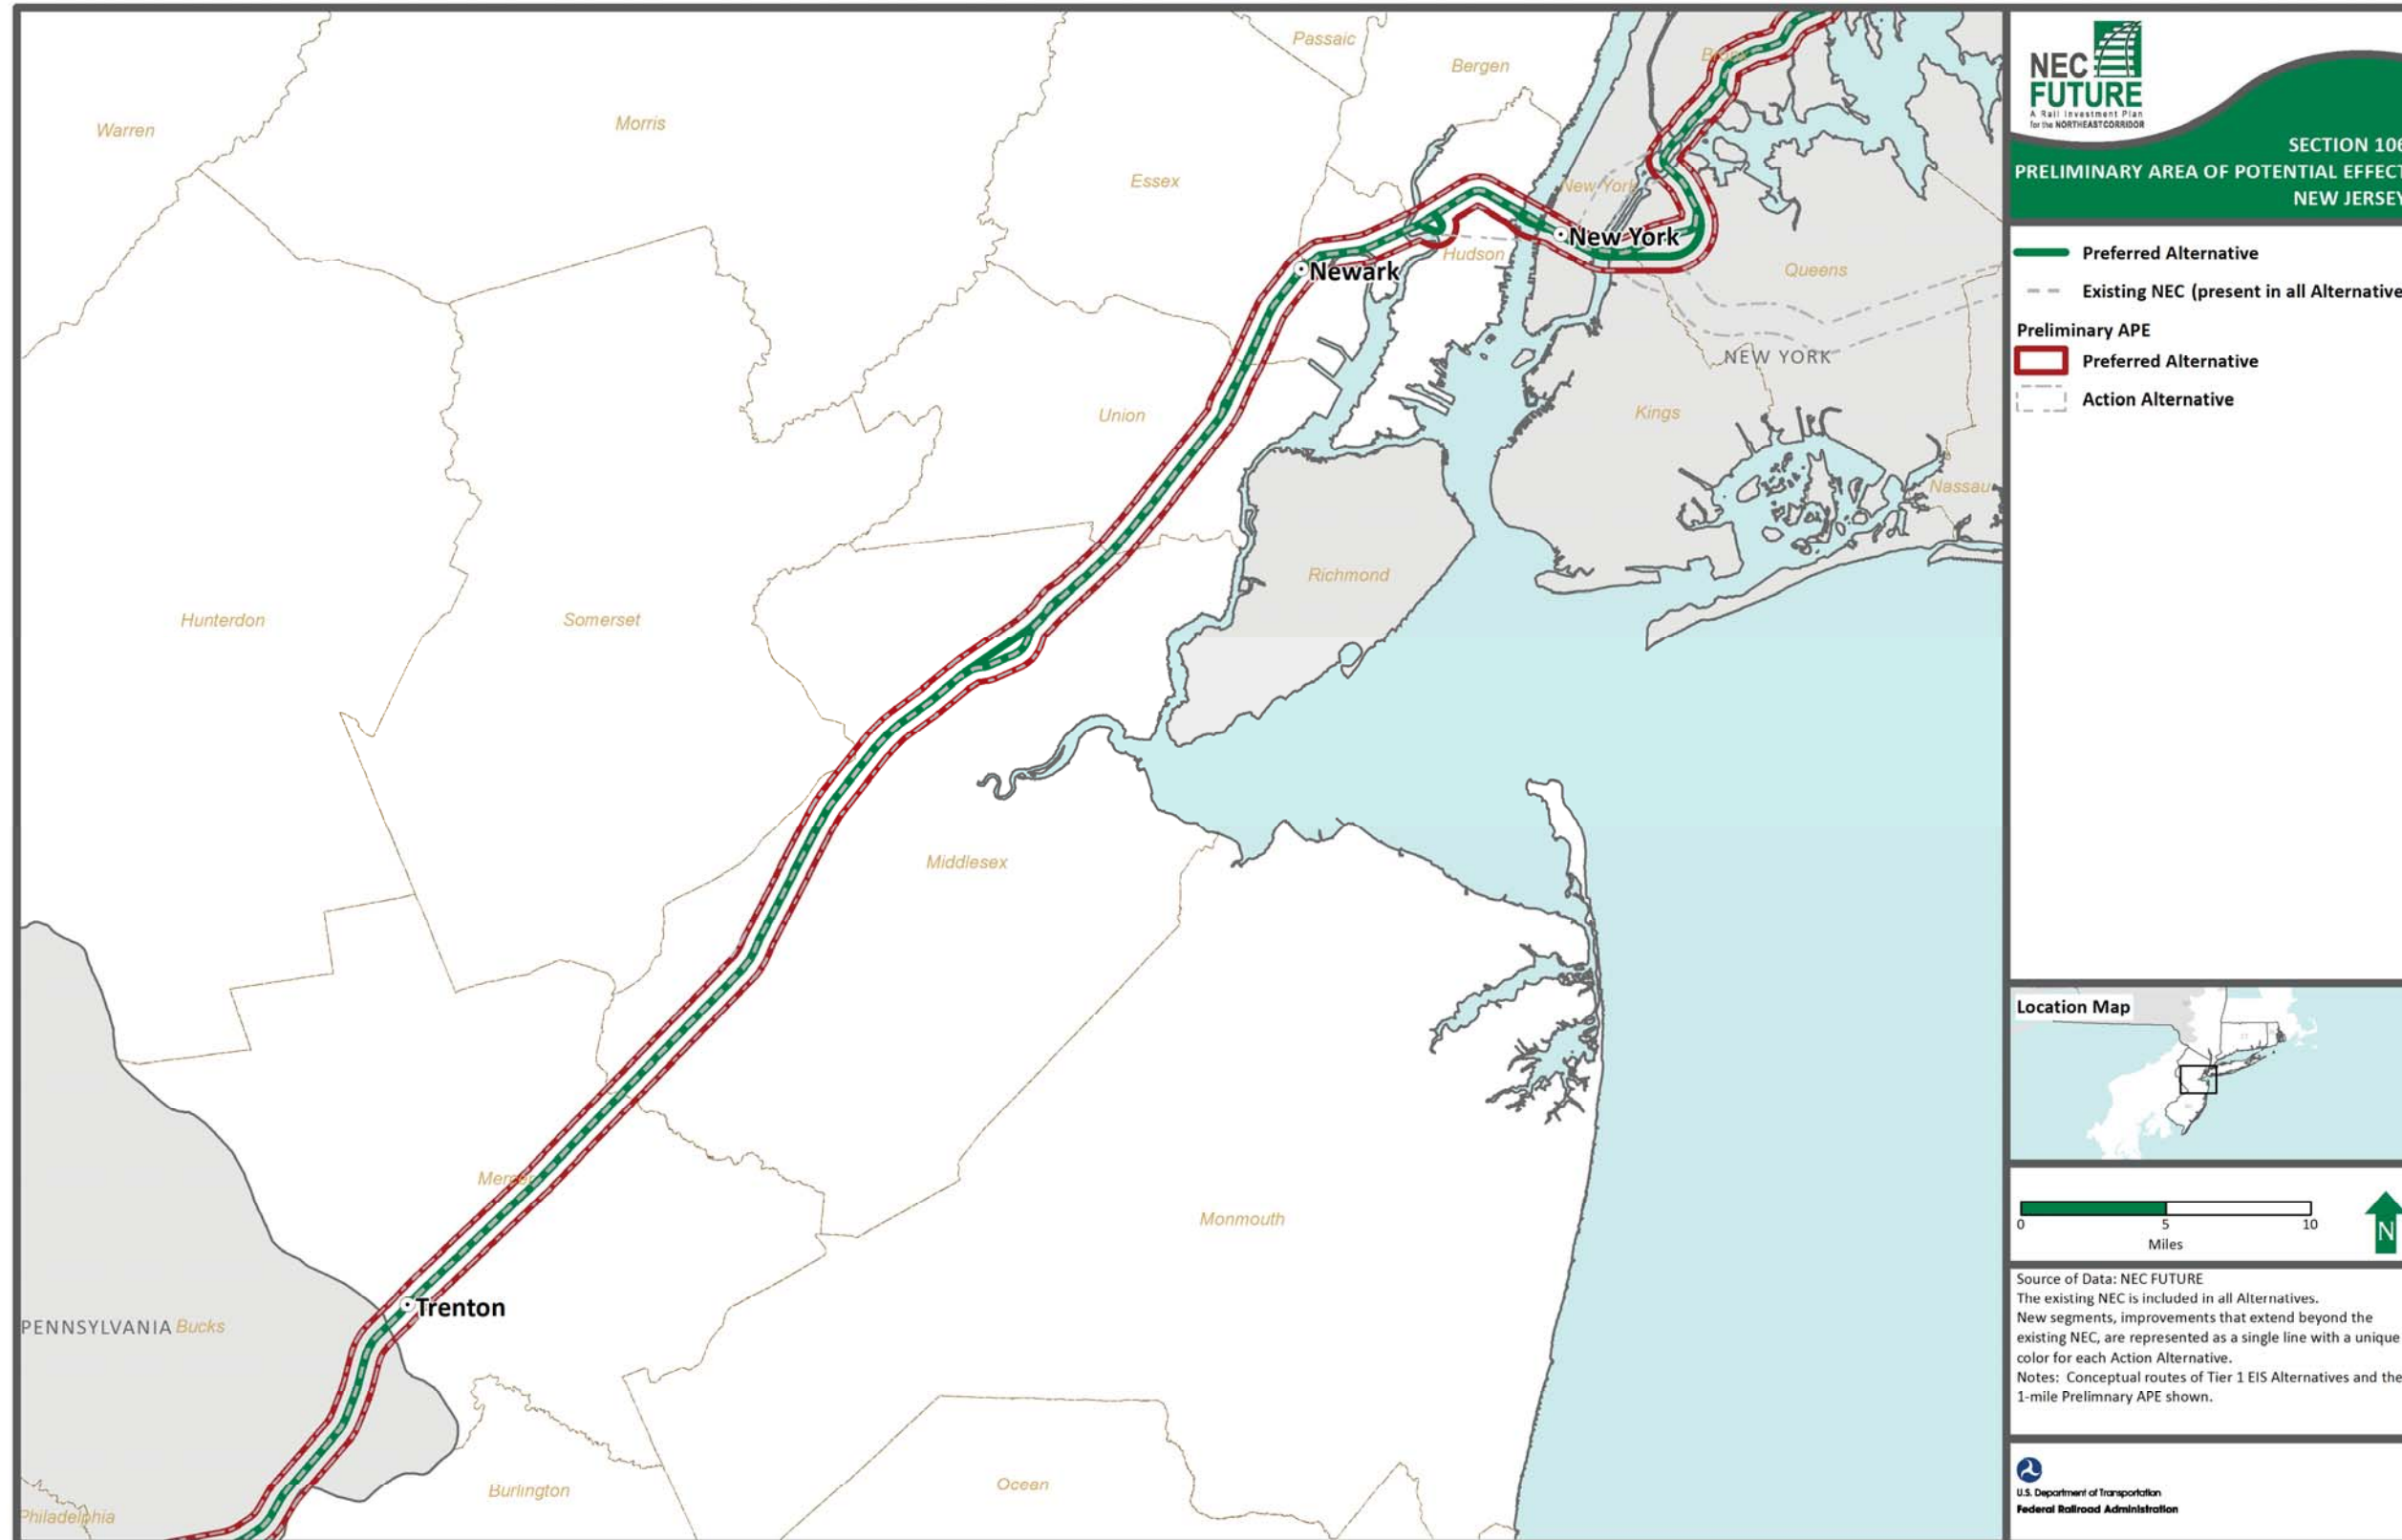 Warren
Morris
Passaic
Bergen
Essex
Bronx
New York
New York
Hudson
Newark
Queens
NEW YORK
Union
Kings
Nassau
Richmond
Hunterdon
Somerset
Middlesex
Mercer
Monmouth
Trenton
PENNSYLVANIA Bucks
Burlington
Ocean
Philadelphia
NEC
FUTURE
A Rail Investment Plan
for the NORTHEAST CORRIDOR
SECTION 106
PRELIMINARY AREA OF POTENTIAL EFFECT
NEW JERSEY
Preferred Alternative
Existing NEC (present in all Alternative
Preliminary APE
Preferred Alternative
Action Alternative
Location Map
0 5 10
Miles
N
Source of Data: NEC FUTURE
The existing NEC is included in all Alternatives.
New segments, improvements that extend beyond the
existing NEC, are represented as a single line with a unique
color for each Action Alternative.
Notes: Conceptual routes of Tier 1 EIS Alternatives and the
1-mile Prelimnary APE shown.
U.S. Department of Transportation
Federal Railroad Administration